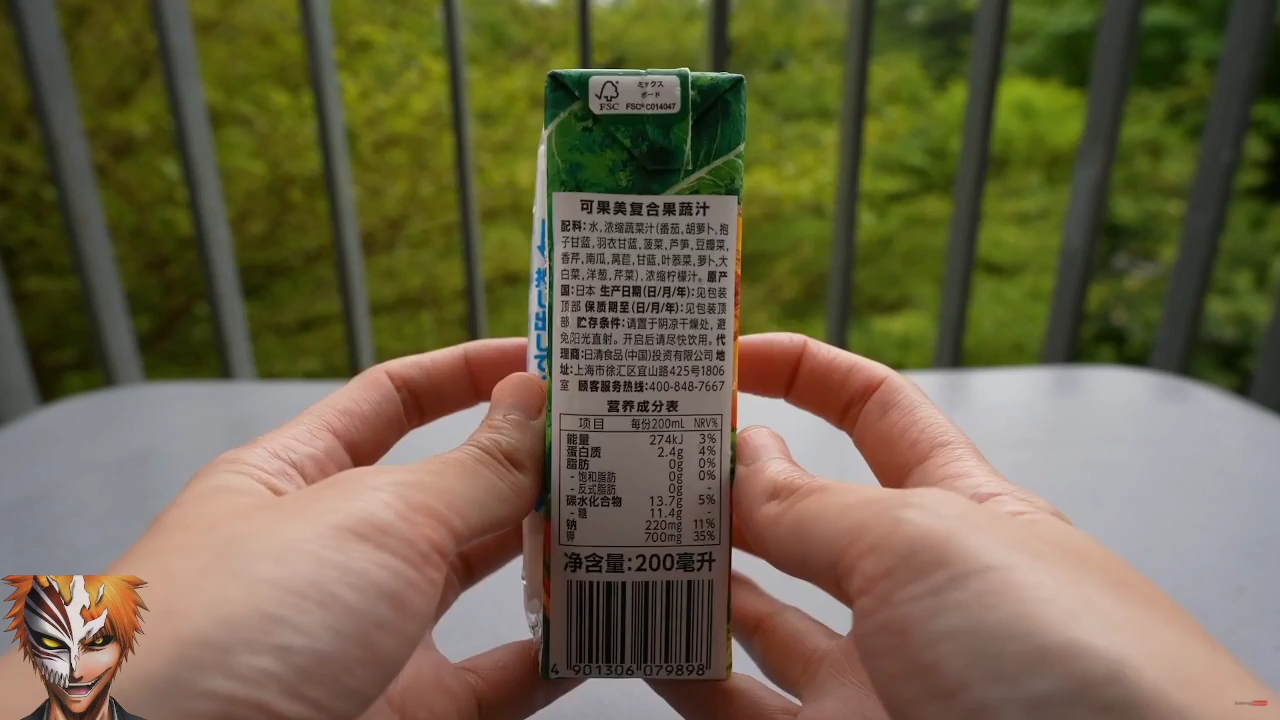 ミックス
ボード
FSC
FSC® C014047
可果美复合果蔬汁
配料:水,浓缩蔬菜汁(番茄,胡萝卜,抱
子甘蓝,羽衣甘蓝,菠菜,芦笋,豆瓣菜,
香芹,南瓜,莴苣,甘蓝,叶菾菜,萝卜,大
白菜,洋葱,芹菜),浓缩柠檬汁。原产
国:日本 生产日期(日/月/年):见包装
顶部 保质期至(日/月/年):见包装顶
部 贮存条件:请置于阴凉干燥处,避
免阳光直射。开启后请尽快饮用。代
理商:日清食品(中国)投资有限公司 地
址:上海市徐汇区宜山路425号1806
室 顾客服务热线:400-848-7667
营养成分表
项目 每份200mL NRV%
能量 274kJ 3%
蛋白质 2.4g 4%
脂肪 0g 0%
- 饱和脂肪 0g 0%
- 反式脂肪 0g -
碳水化合物 13.7g 5%
- 糖 11.4g -
钠 220mg 11%
钾 700mg 35%
净含量:200毫升
4 901306 079898
押し出して